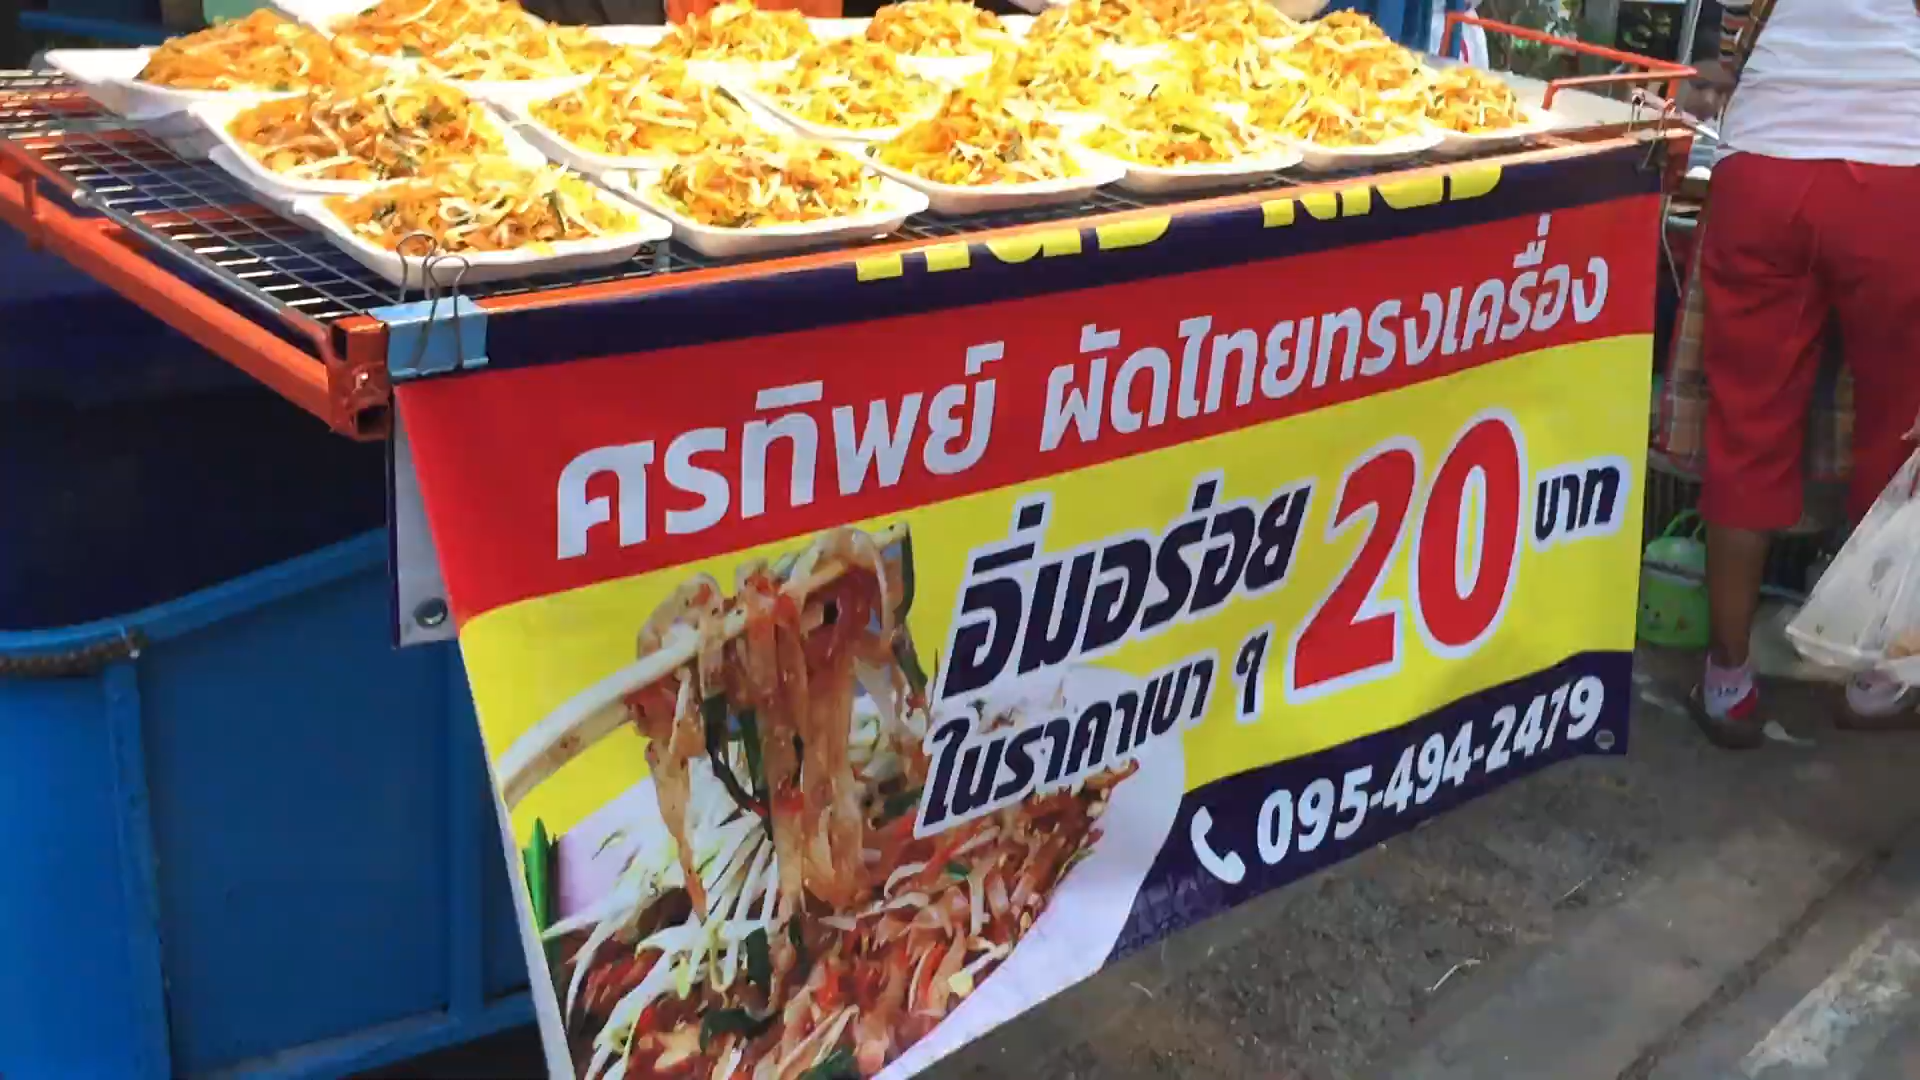 ศรทิพย์ ผัดไทยทรงเครื่อง
อิ่มอร่อย 20 บาท
ในราคาเบา ๆ
095-494-2479